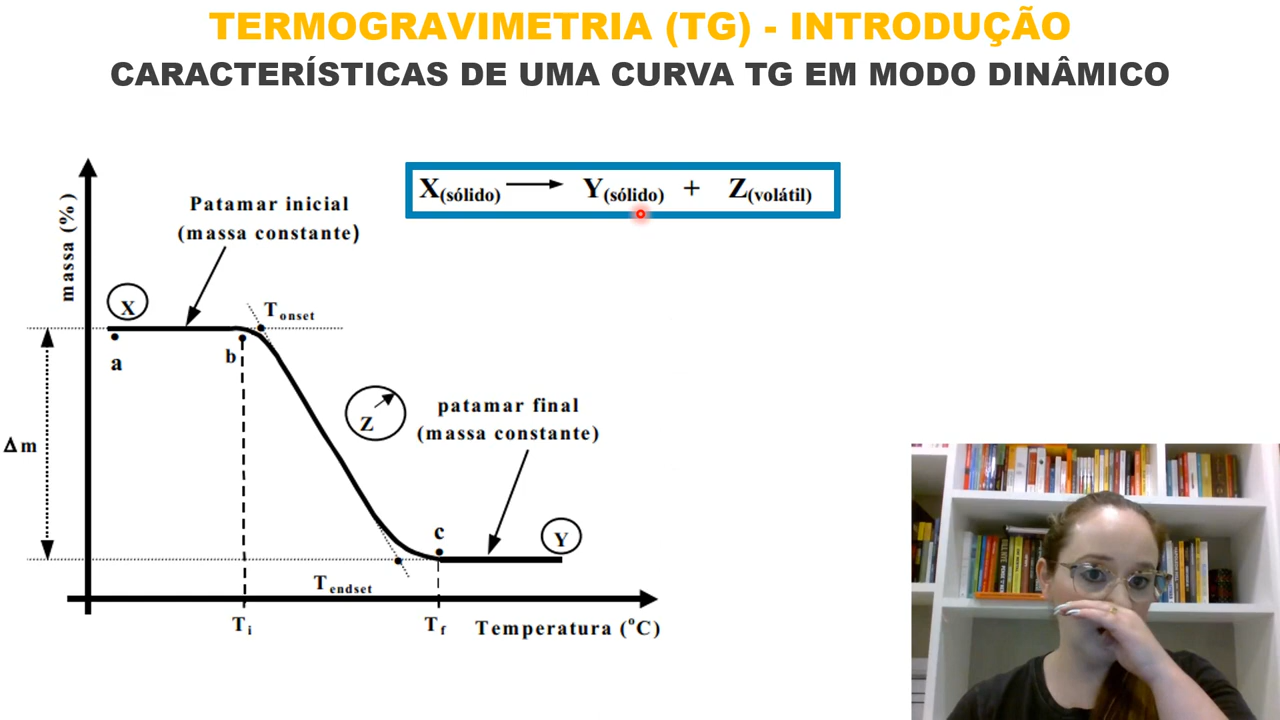 TERMOGRAVIMETRIA (TG) - INTRODUÇÃO
CARACTERÍSTICAS DE UMA CURVA TG EM MODO DINÂMICO
X(sólido) → Y(sólido) + Z(volátil)
massa (%)
Patamar inicial
(massa constante)
X
Tonset
a
b
Z
patamar final
(massa constante)
Δm
c
Y
Tendset
Ti
Tf
Temperatura (ºC)